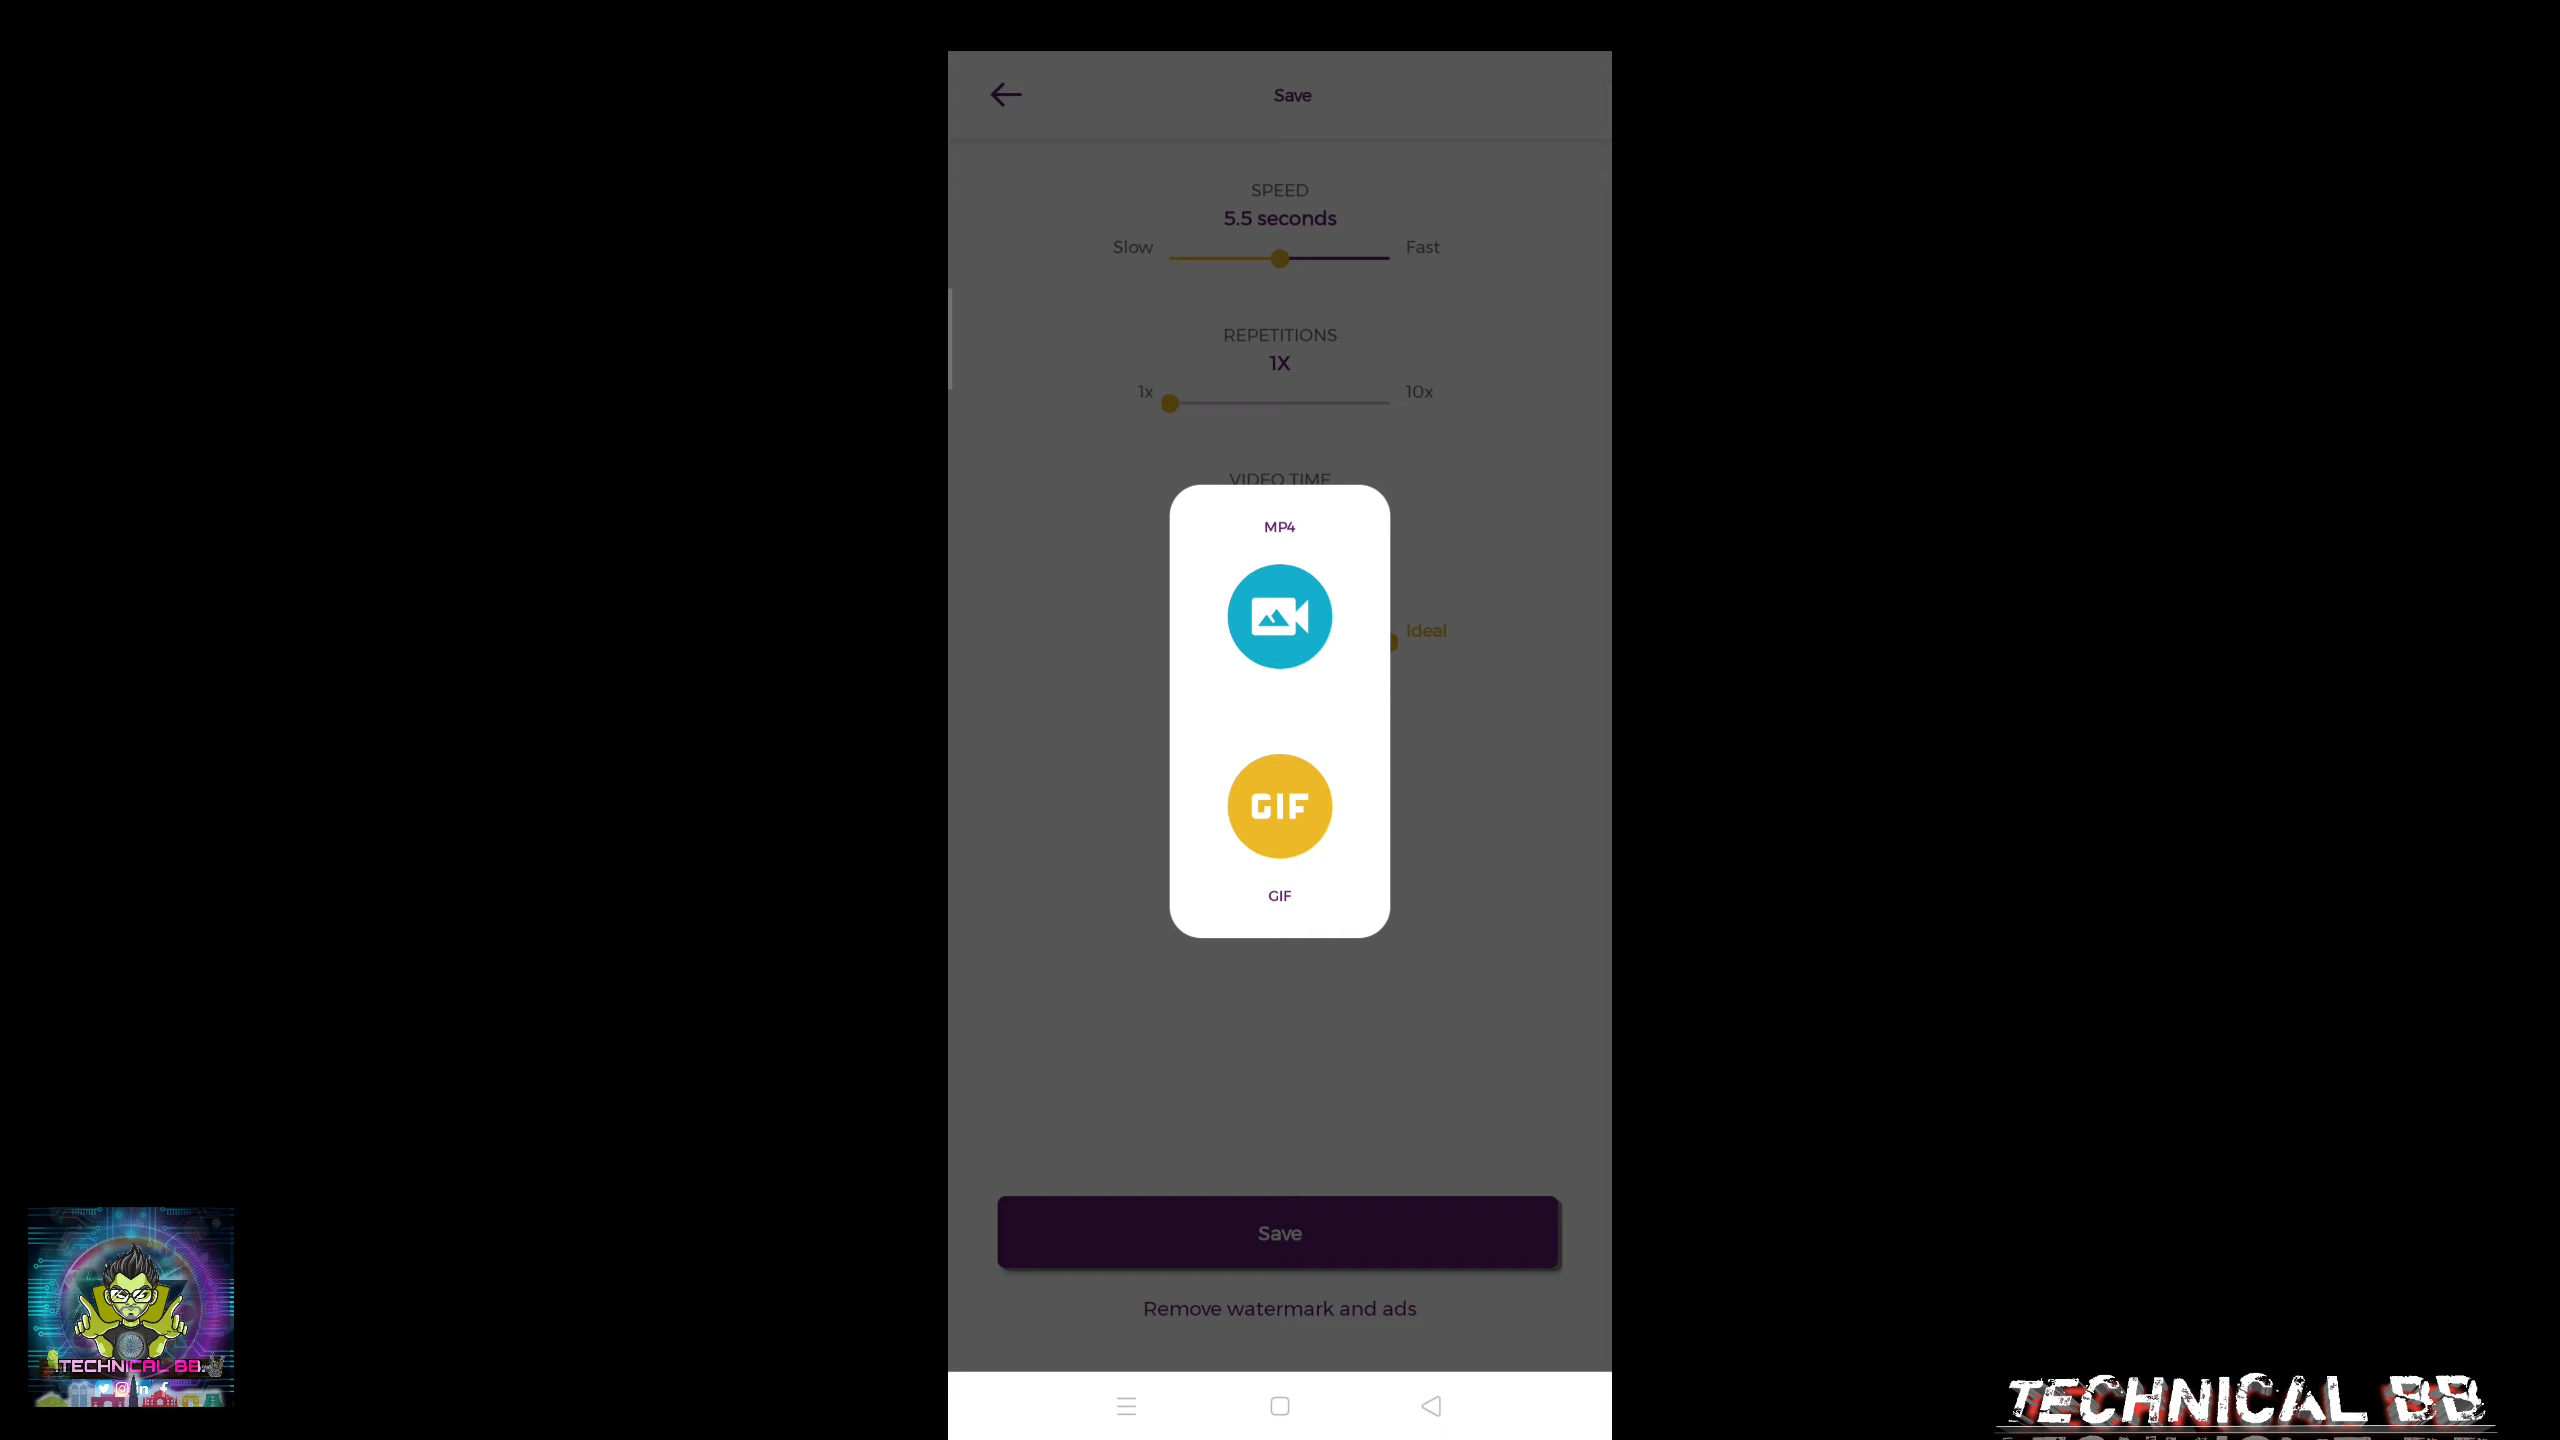 Save
SPEED
5.5 seconds
Slow
Fast
REPETITIONS
1X
1x
10x
VIDEO TIME
MP4
Ideal
GIF
GIF
Save
Remove watermark and ads
TECHNICAL BB
TECHNICAL BB